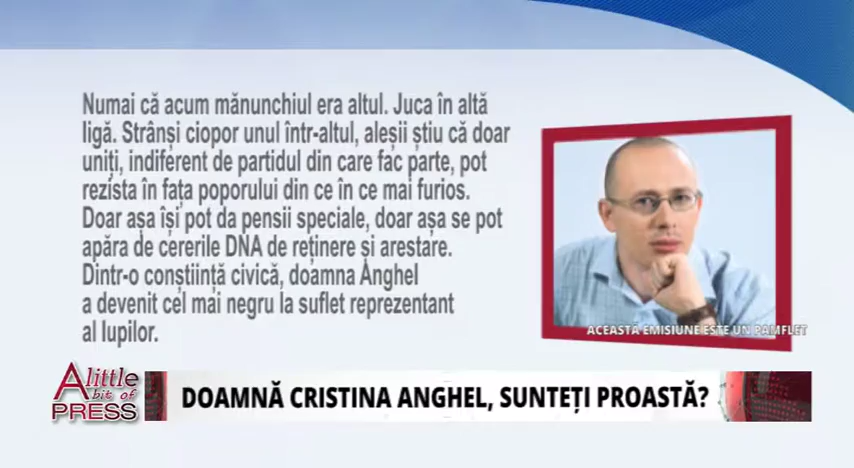 Numai că acum mănunchiul era altul. Juca în altă
ligă. Strânși ciopor unul într-altul, aleșii știu că doar
uniți, indiferent de partidul din care fac parte, pot
rezista în fața poporului din ce în ce mai furios.
Doar așa își pot da pensii speciale, doar așa se pot
apăra de cererile DNA de reținere și arestare.
Dintr-o conștiință civică, doamna Anghel
a devenit cel mai negru la suflet reprezentant
al lupilor.
ACEASTĂ EMISIUNE ESTE UN PAMFLET
A little
bit of
PRESS
DOAMNĂ CRISTINA ANGHEL, SUNTEȚI PROASTĂ?